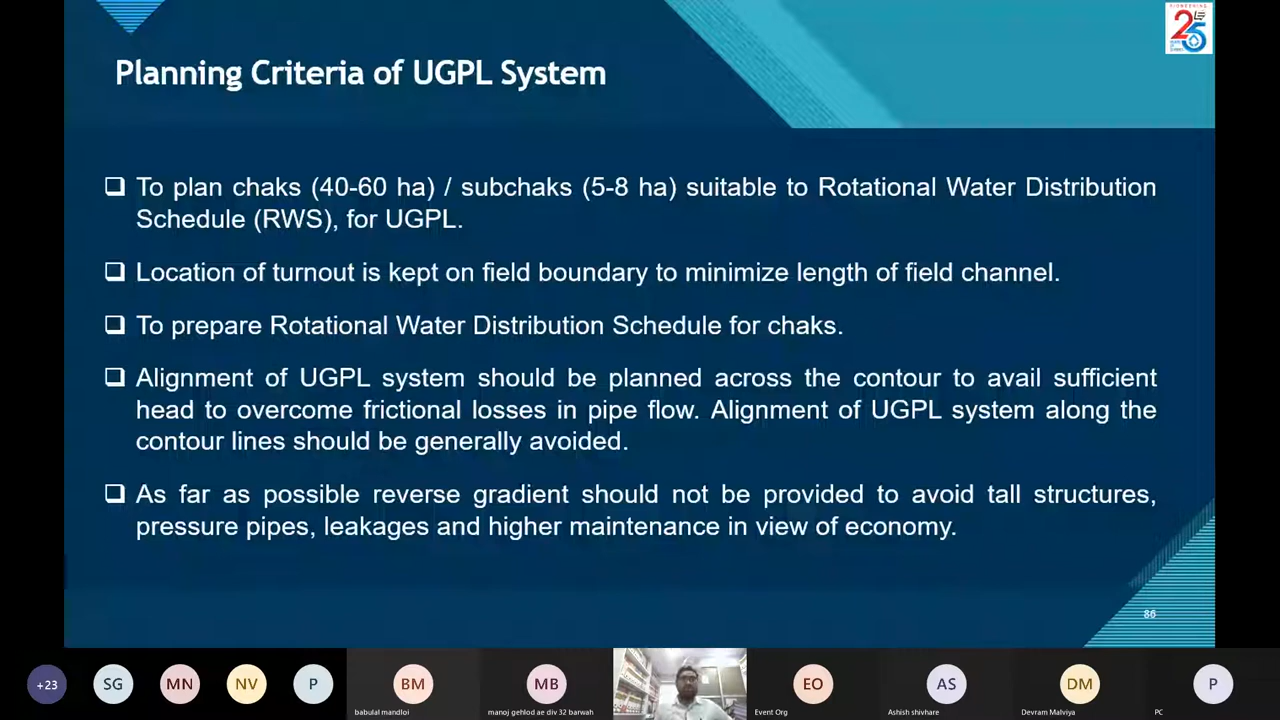 PIONEERING
25
Planning Criteria of UGPL System
❑ To plan chaks (40-60 ha) / subchaks (5-8 ha) suitable to Rotational Water Distribution
Schedule (RWS), for UGPL.
❑ Location of turnout is kept on field boundary to minimize length of field channel.
❑ To prepare Rotational Water Distribution Schedule for chaks.
❑ Alignment of UGPL system should be planned across the contour to avail sufficient
head to overcome frictional losses in pipe flow. Alignment of UGPL system along the
contour lines should be generally avoided.
❑ As far as possible reverse gradient should not be provided to avoid tall structures,
pressure pipes, leakages and higher maintenance in view of economy.
86
+23 SG MN NV P BM MB EO AS DM P
babulal mandloi manoj gehlod ae div 32 barwah Event Org Ashish shivhare Devram Malviya PC